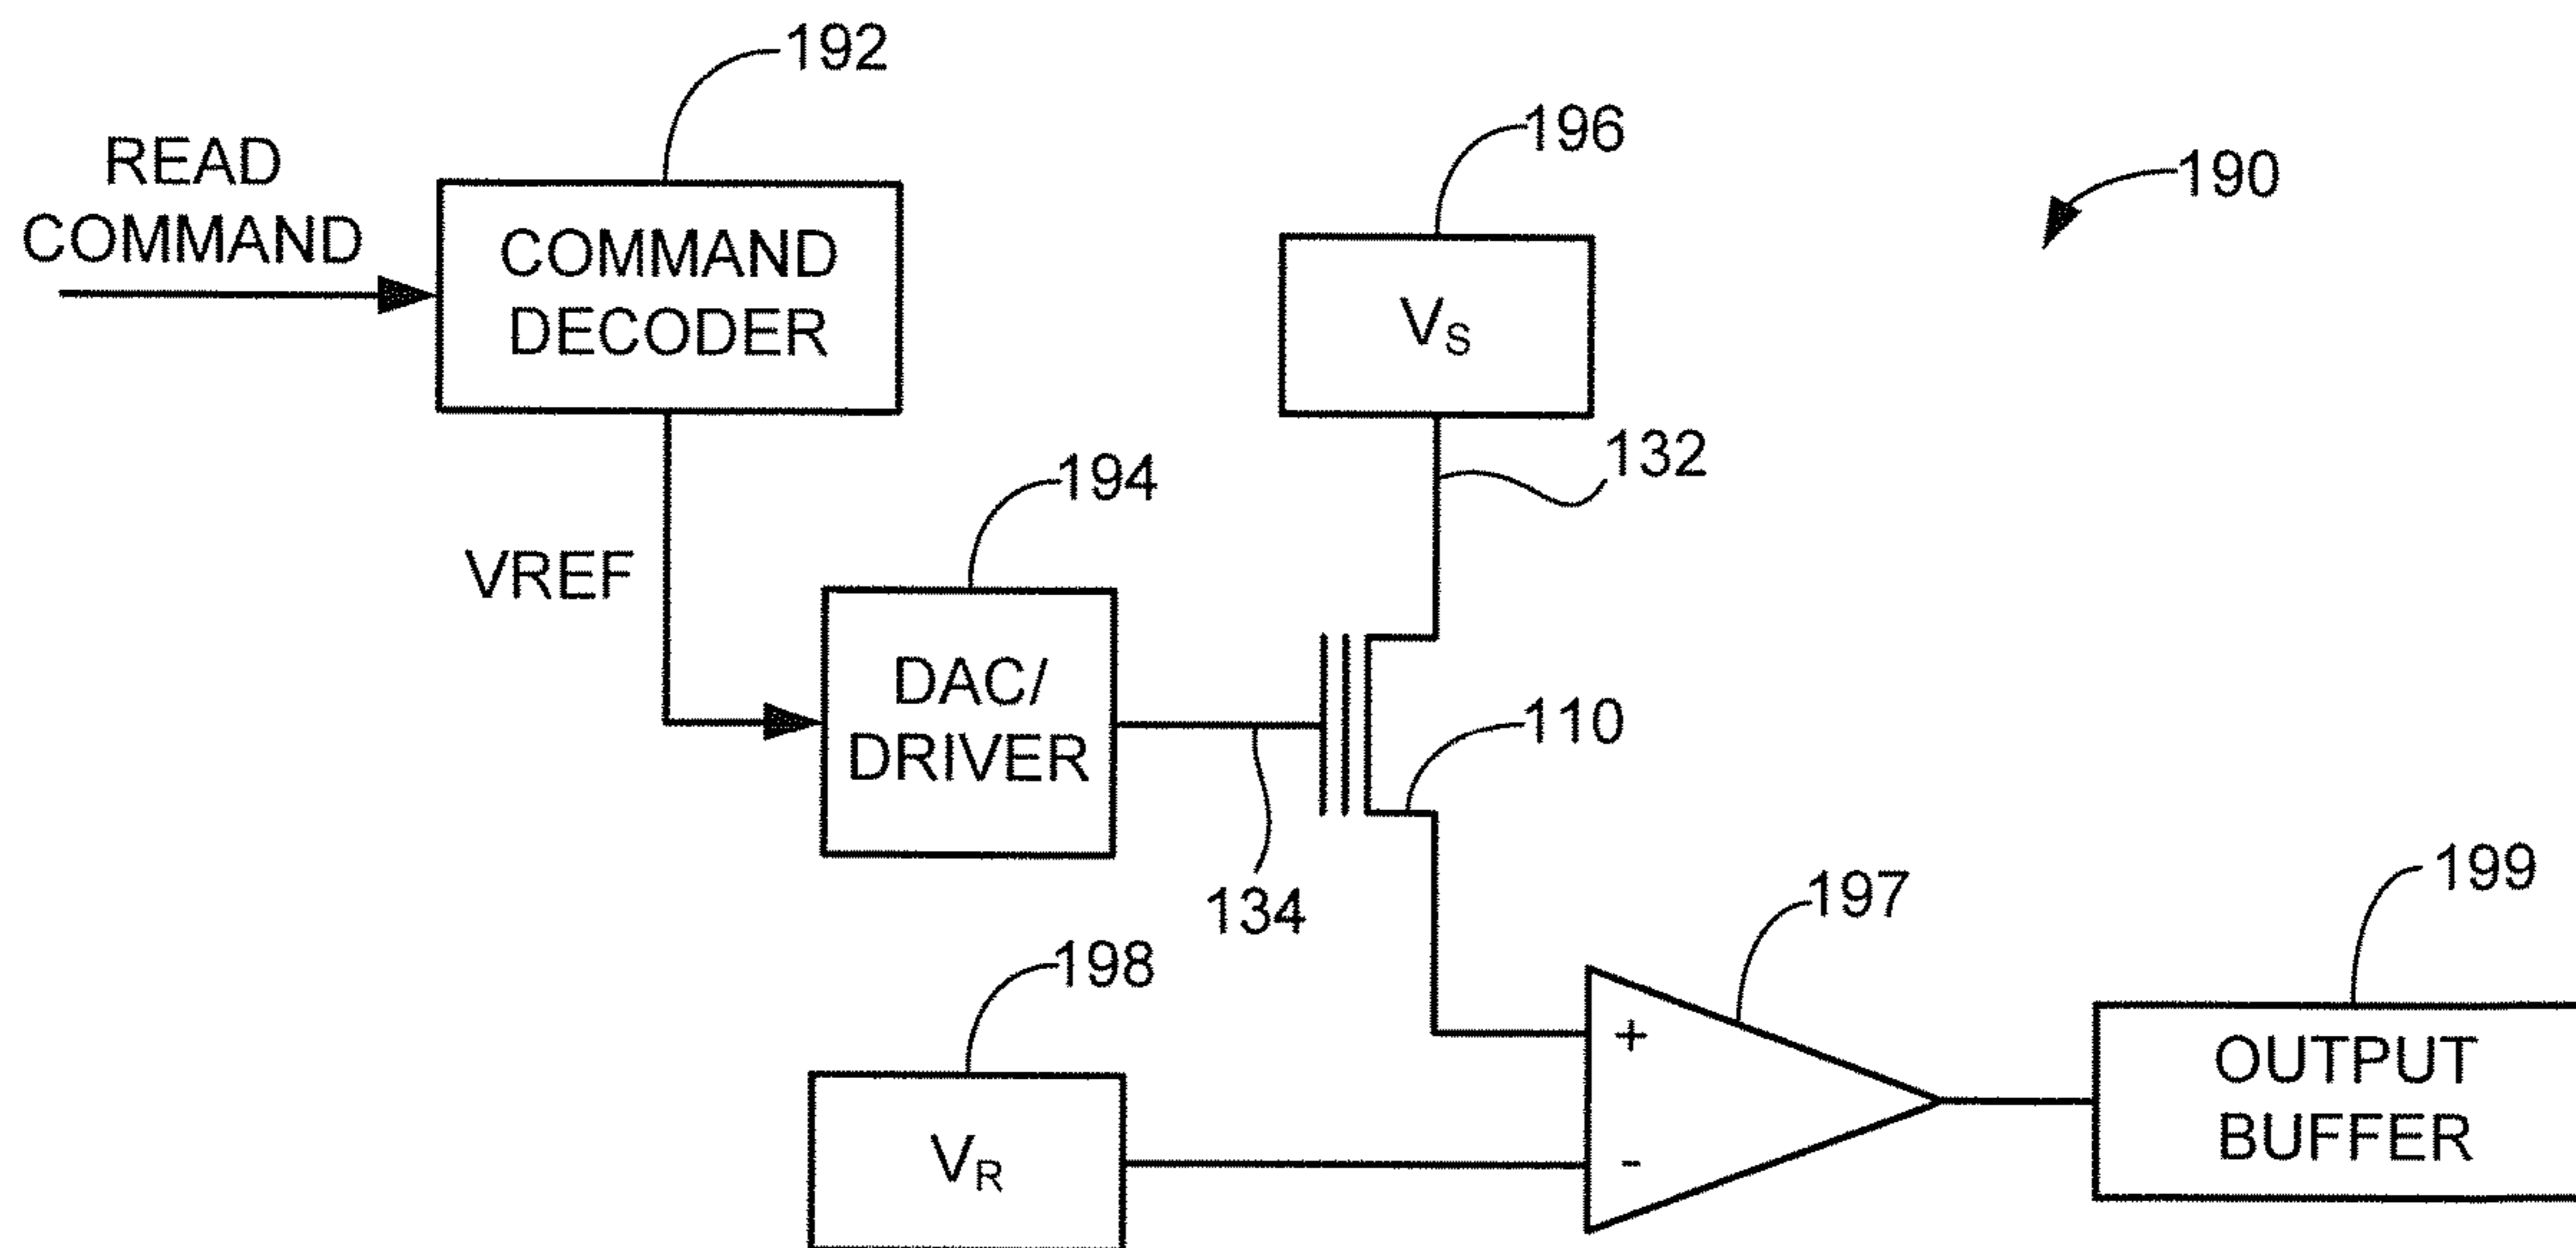 192
READ
COMMAND
COMMAND
DECODER
196
VS
190
132
194
VREF
DAC/
DRIVER
110
134
198
VR
197
+
-
199
OUTPUT
BUFFER